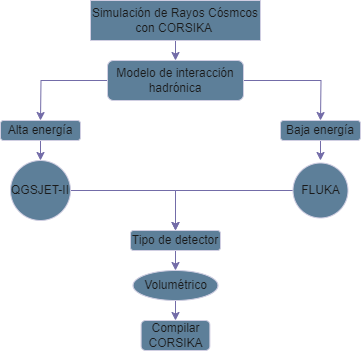 Simulación de Rayos Cósmcos
con CORSIKA
Modelo de interacción
hadrónica
Alta energía
Baja energía
QGSJET-II
FLUKA
Tipo de detector
Volumétrico
Compilar
CORSIKA